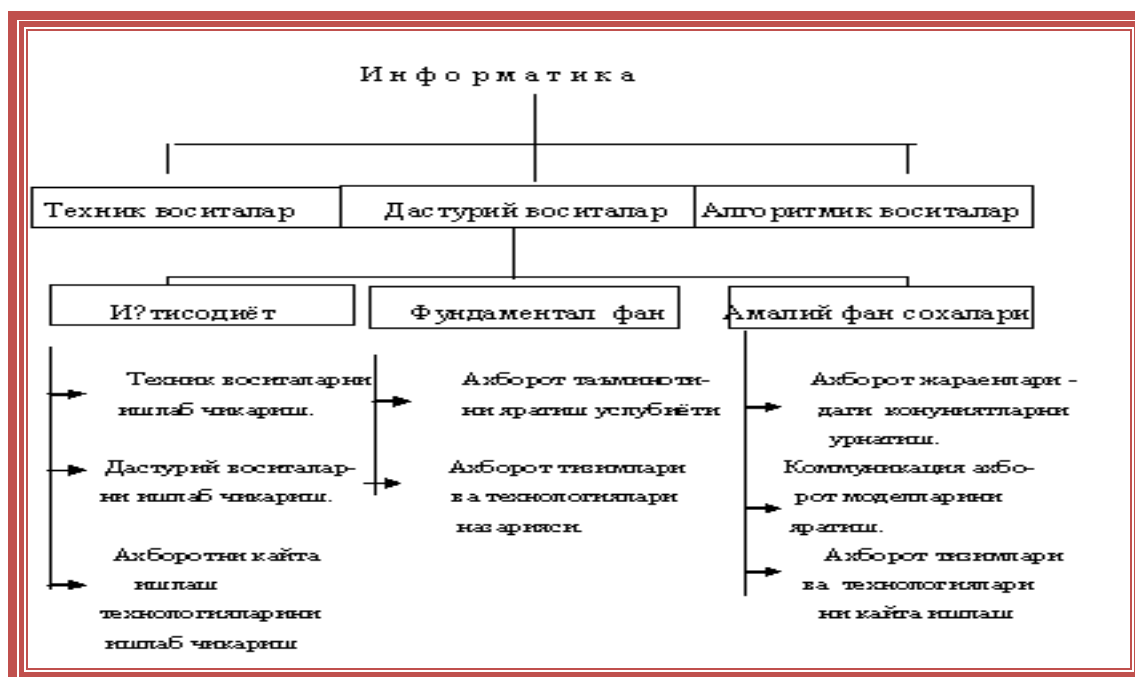 Информатика
Техник воситалар
Дастурий воситалар
Алгоритмик воситалар
И?тисодиёт
Фундаментал фан
Амалий фан сохалари
Техник воситаларни
ишлаб чикариш.
Дастурий воситалар-
ни ишлаб чикариш.
Ахборотни кайта
ишлаш
технологияларини
ишлаб чикариш
Ахборот таъминоти-
ни яратиш услубиёти
Ахборот тизимлари
ва технологиялари
назарияси.
Ахборот жараенлари -
даги конуниятларни
урнатиш.
Коммуникация ахбо-
рот моделларини
яратиш.
Ахборот тизимлари
ва технологиялари
ни кайта ишлаш